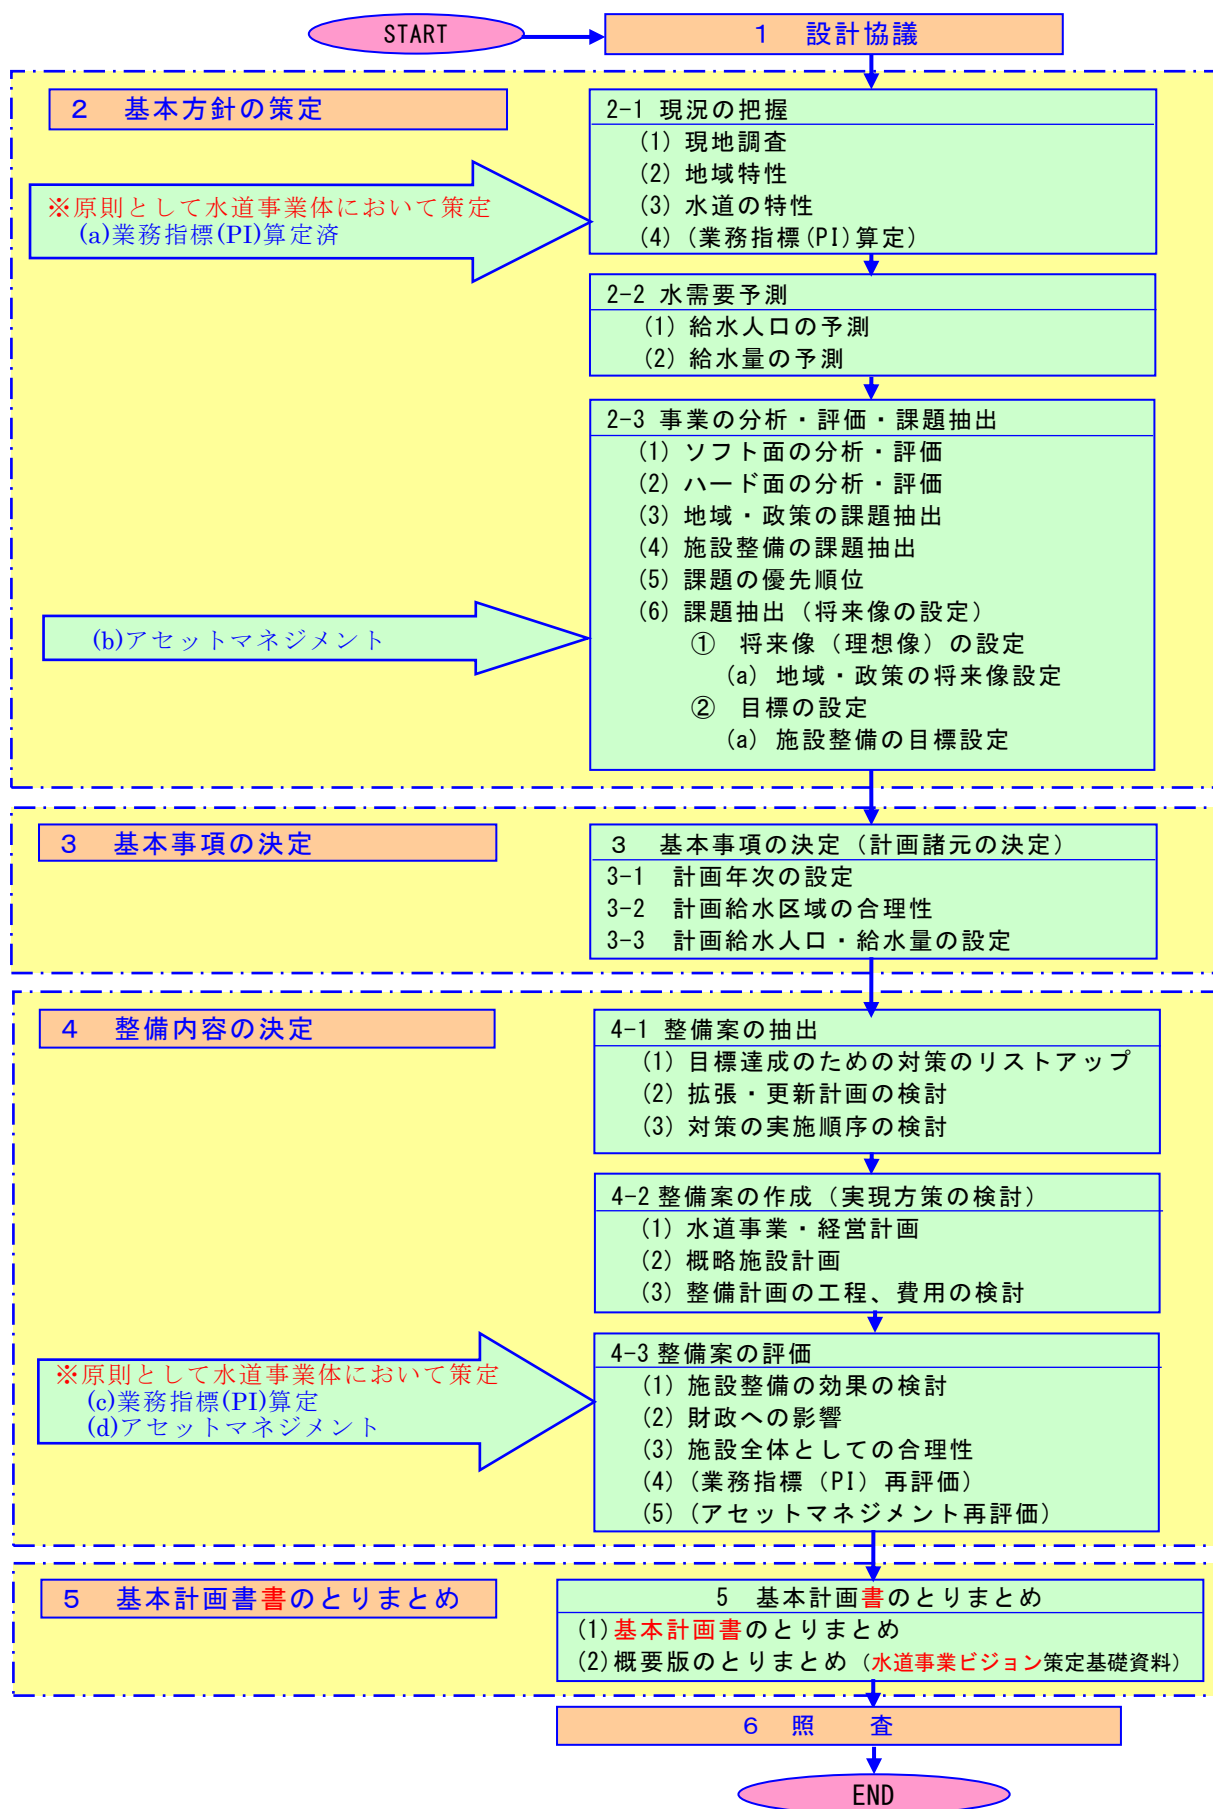 START
１　設計協議
２　基本方針の策定
2-1 現況の把握
(1) 現地調査
(2) 地域特性
(3) 水道の特性
(4) (業務指標(PI)算定)
※原則として水道事業体において策定
(a)業務指標(PI)算定済
2-2 水需要予測
(1) 給水人口の予測
(2) 給水量の予測
2-3 事業の分析・評価・課題抽出
(1) ソフト面の分析・評価
(2) ハード面の分析・評価
(3) 地域・政策の課題抽出
(4) 施設整備の課題抽出
(5) 課題の優先順位
(6) 課題抽出（将来像の設定）
①　将来像（理想像）の設定
(a) 地域・政策の将来像設定
②　目標の設定
(a) 施設整備の目標設定
(b)アセットマネジメント
３　基本事項の決定
３　基本事項の決定（計画諸元の決定）
3-1　計画年次の設定
3-2　計画給水区域の合理性
3-3　計画給水人口・給水量の設定
４　整備内容の決定
4-1 整備案の抽出
(1) 目標達成のための対策のリストアップ
(2) 拡張・更新計画の検討
(3) 対策の実施順序の検討
4-2 整備案の作成（実現方策の検討）
(1) 水道事業・経営計画
(2) 概略施設計画
(3) 整備計画の工程、費用の検討
4-3 整備案の評価
(1) 施設整備の効果の検討
(2) 財政への影響
(3) 施設全体としての合理性
(4) (業務指標（PI）再評価)
(5) (アセットマネジメント再評価)
※原則として水道事業体において策定
(c)業務指標(PI)算定
(d)アセットマネジメント
５　基本計画書書のとりまとめ
５　基本計画書のとりまとめ
(1)基本計画書のとりまとめ
(2)概要版のとりまとめ（水道事業ビジョン策定基礎資料）
６　照　　査
END